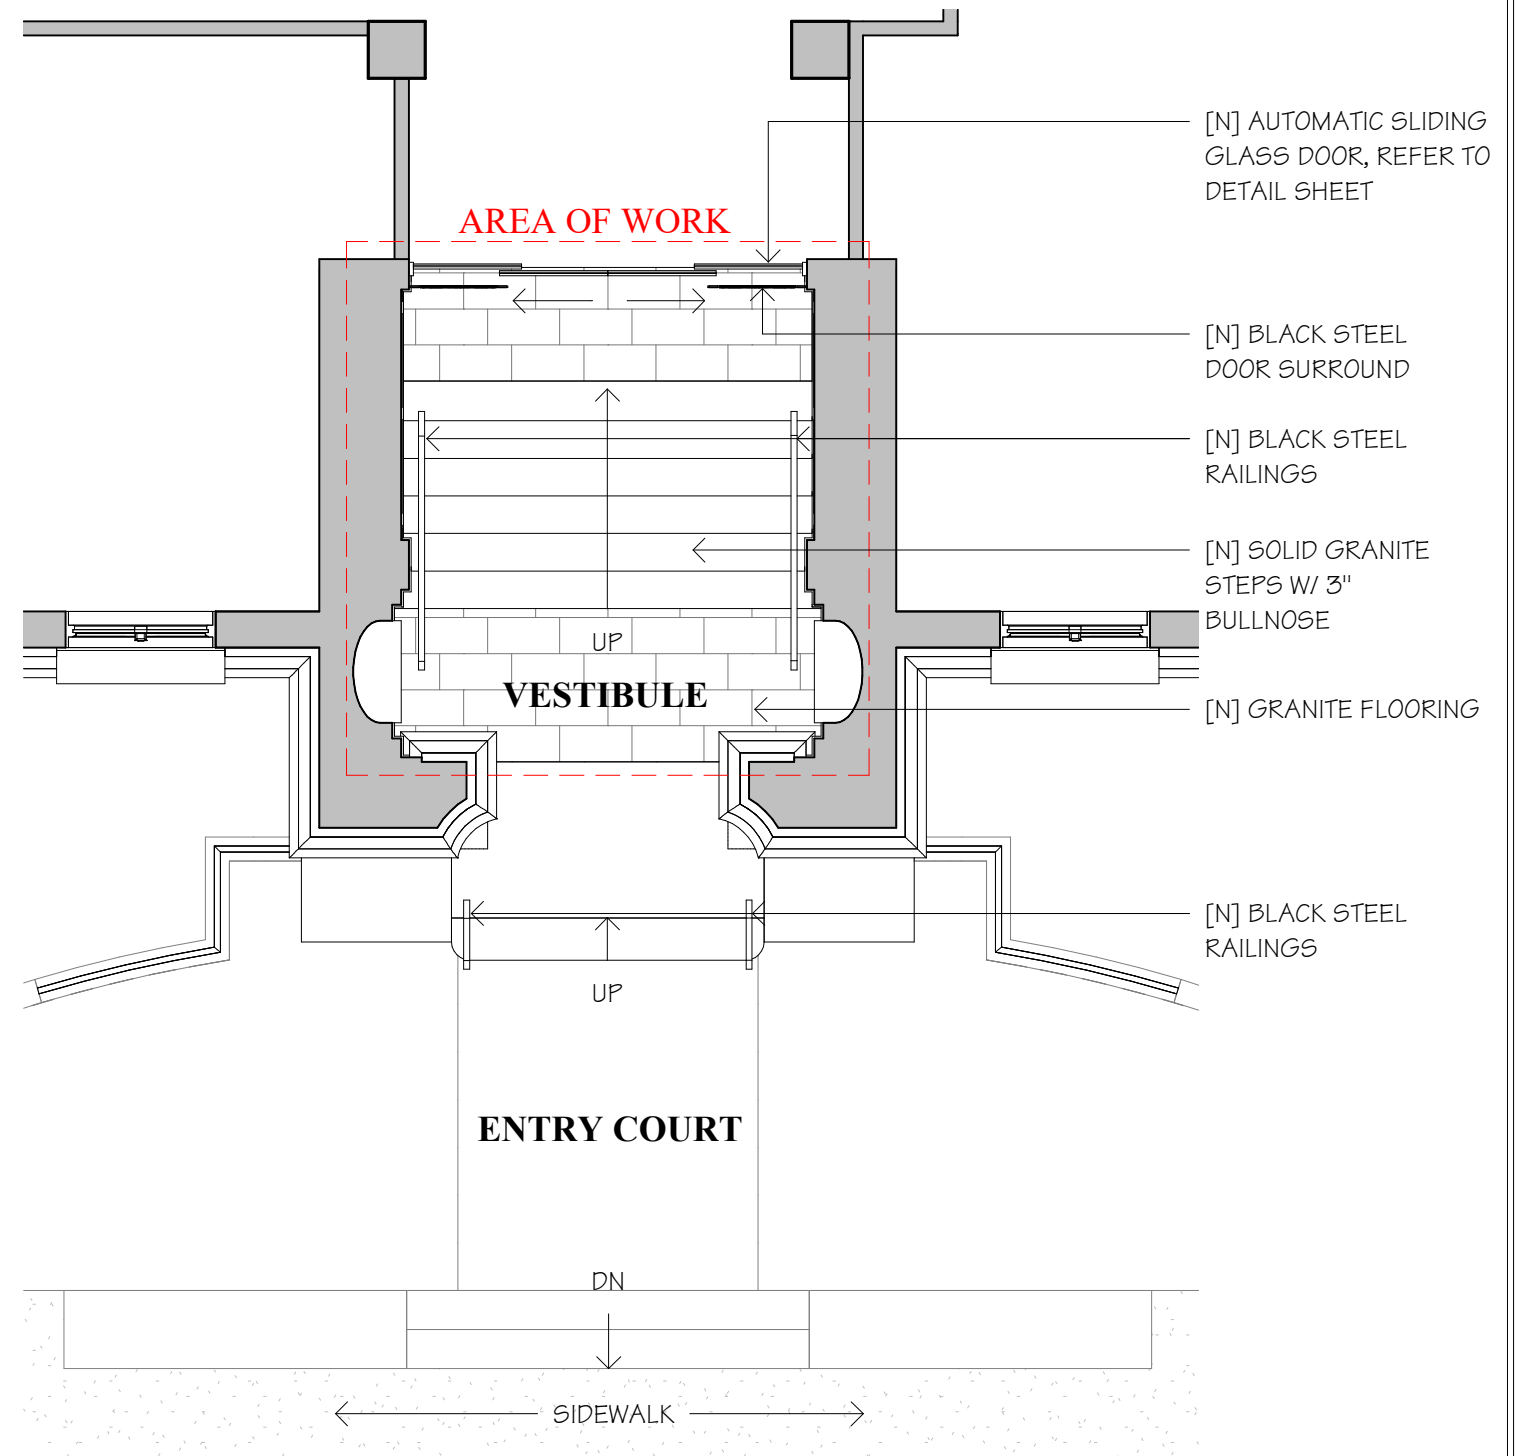 [N] AUTOMATIC SLIDING
GLASS DOOR, REFER TO
DETAIL SHEET
AREA OF WORK
[N] BLACK STEEL
DOOR SURROUND
[N] BLACK STEEL
RAILINGS
[N] SOLID GRANITE
STEPS W/ 3"
BULLNOSE
UP
VESTIBULE
[N] GRANITE FLOORING
[N] BLACK STEEL
RAILINGS
UP
ENTRY COURT
DN
SIDEWALK